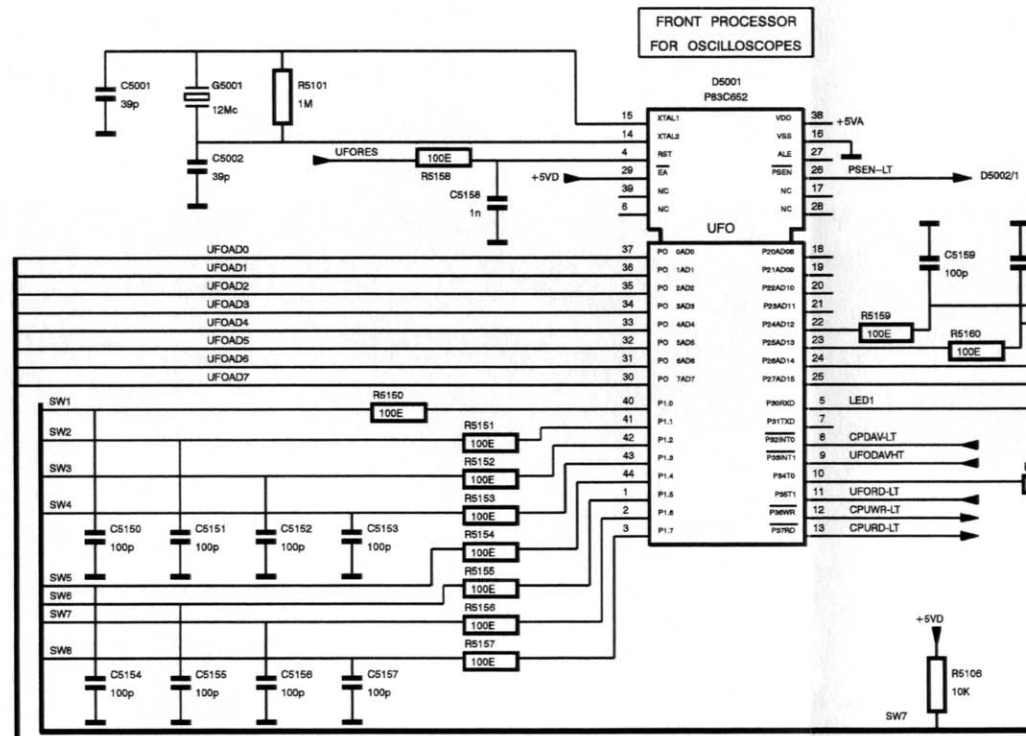 FRONT PROCESSOR
FOR OSCILLOSCOPES
D5001
P83C652
C5001
39p
G5001
12Mc
R5101
1M
C5002
39p
UFORES
100E
R5158
+5VD
C5158
1n
15 XTAL1 VDD 38 +5VA
14 XTAL2 VSS 16
4 RST ALE 27
29 EA PSEN 26 PSEN-LT D5002/1
39 NC NC 17
6 NC NC 28
UFO
UFOAD0 37 PO 0AD0 P20AD08 18
UFOAD1 36 PO 1AD1 P21AD09 19
UFOAD2 35 PO 2AD2 P22AD10 20
UFOAD3 34 PO 3AD3 P23AD11 21
UFOAD4 33 PO 4AD4 P24AD12 22
UFOAD5 32 PO 5AD5 P25AD13 23
UFOAD6 31 PO 6AD6 P26AD14 24
UFOAD7 30 PO 7AD7 P27AD15 25
C5159
100p
R5159
100E
R5160
100E
SW1 R5150 100E 40 P1.0 P30RXD 5 LED1
SW2 R5151 100E 41 P1.1 P31TXD 7
SW3 R5152 100E 42 P1.2 P32INT0 8 CPDAV-LT
SW4 R5153 100E 43 P1.3 P33INT1 9 UFODAVHT
R5154 100E 44 P1.4 P34T0 10
R5155 100E 1 P1.5 P35T1 11 UFORD-LT
R5156 100E 2 P1.6 P36WR 12 CPUWR-LT
R5157 100E 3 P1.7 P37RD 13 CPURD-LT
C5150
100p
C5151
100p
C5152
100p
C5153
100p
SW5
SW6
SW7
SW8
C5154
100p
C5155
100p
C5156
100p
C5157
100p
+5VD
R5106
10K
SW7